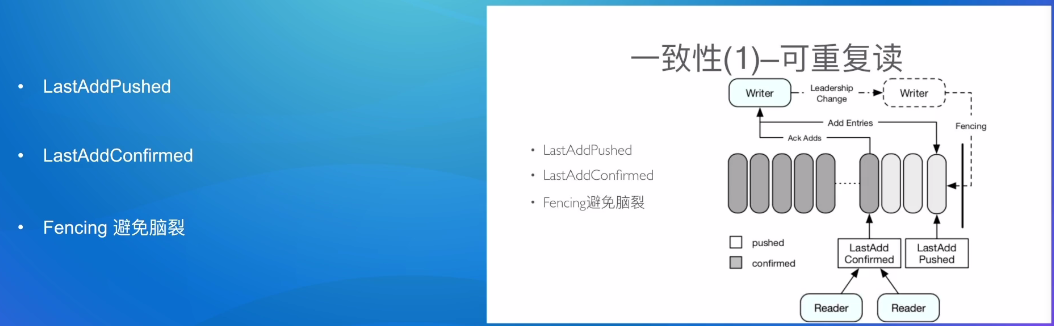 • LastAddPushed
• LastAddConfirmed
• Fencing 避免脑裂
一致性(1)–可重复读
• LastAddPushed
• LastAddConfirmed
• Fencing避免脑裂
Writer
Leadership
Change
Writer
Add Entries
Fencing
Ack Adds
pushed
confirmed
LastAdd
Confirmed
LastAdd
Pushed
Reader
Reader